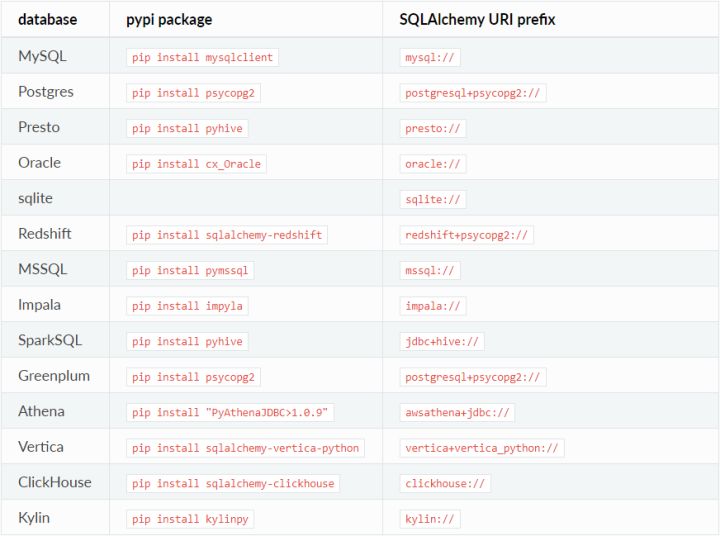 database pypi package SQLAlchemy URI prefix
MySQL pip install mysqlclient mysql://
Postgres pip install psycopg2 postgresql+psycopg2://
Presto pip install pyhive presto://
Oracle pip install cx_Oracle oracle://
sqlite sqlite://
Redshift pip install sqlalchemy-redshift redshift+psycopg2://
MSSQL pip install pymssql mssql://
Impala pip install impyla impala://
SparkSQL pip install pyhive jdbc+hive://
Greenplum pip install psycopg2 postgresql+psycopg2://
Athena pip install "PyAthenaJDBC>1.0.9" awsathena+jdbc://
Vertica pip install sqlalchemy-vertica-python vertica+vertica_python://
ClickHouse pip install sqlalchemy-clickhouse clickhouse://
Kylin pip install kylinpy kylin://